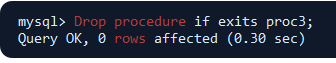 mysql> Drop procedure if exits proc3;
Query OK, 0 rows affected (0.30 sec)